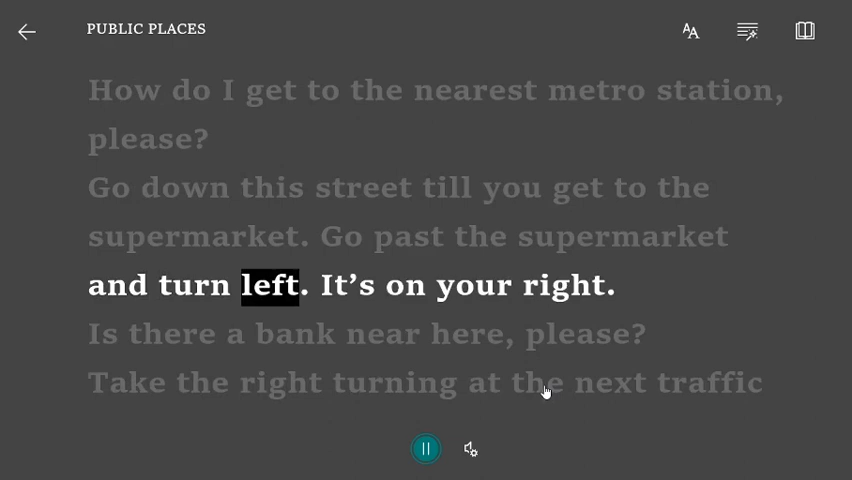 PUBLIC PLACES
How do I get to the nearest metro station,
please?
Go down this street till you get to the
supermarket. Go past the supermarket
and turn left. It’s on your right.
Is there a bank near here, please?
Take the right turning at the next traffic